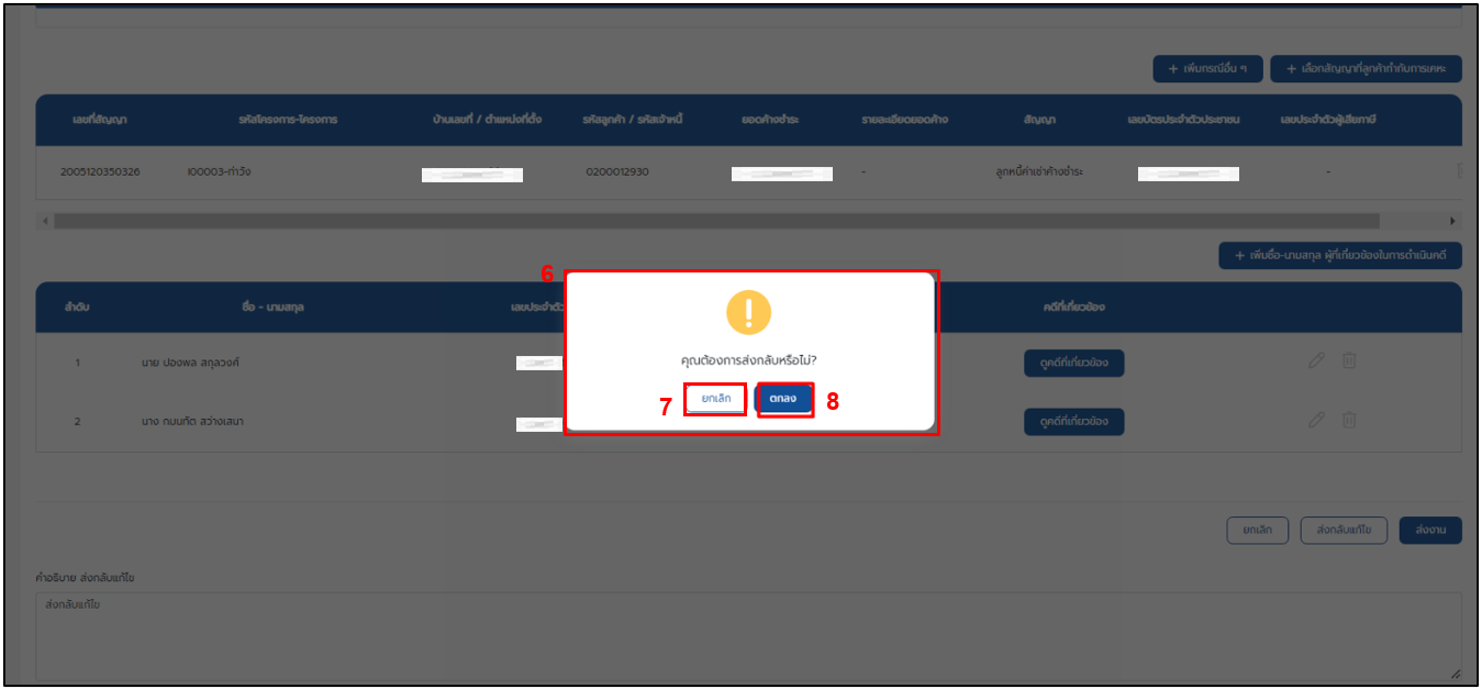 + เพิ่มกรณีอื่น ๆ
+ เลือกสัญญาที่ลูกค้าทำกับการเคหะ
เลขที่สัญญา รหัสโครงการ-โครงการ บ้านเลขที่ / ตำแหน่งที่ตั้ง รหัสลูกค้า / รหัสเจ้าหนี้ ยอดค้างชำระ รายละเอียดยอดค้าง สัญญา เลขบัตรประจำตัวประชาชน เลขประจำตัวผู้เสียภาษี
2005120350326 I00003-ท่าวัง 0200012930 - ลูกหนี้ค่าเช่าค้างชำระ -
+ เพิ่มชื่อ-นามสกุล ผู้ที่เกี่ยวข้องในการดำเนินคดี
6
ลำดับ ชื่อ - นามสกุล เลขประจำตัว คดีที่เกี่ยวข้อง
1 นาย ปองพล สกุลวงศ์ ดูคดีที่เกี่ยวข้อง
คุณต้องการส่งกลับหรือไม่?
7 ยกเลิก ตกลง 8
2 นาง กนนทัต สว่างเสนา ดูคดีที่เกี่ยวข้อง
ยกเลิก ส่งกลับแก้ไข ส่งงาน
คำอธิบาย ส่งกลับแก้ไข
ส่งกลับแก้ไข